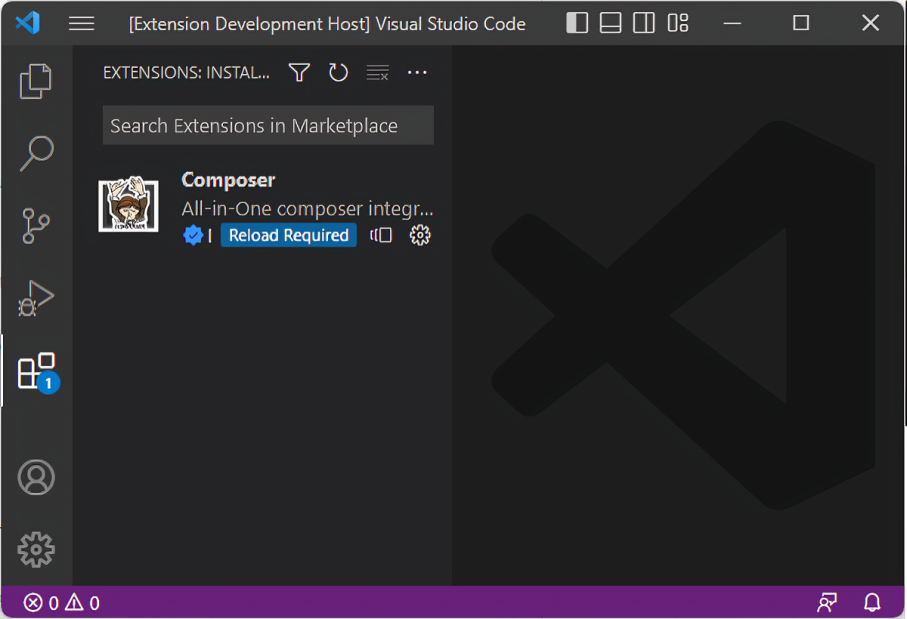 [Extension Development Host] Visual Studio Code
EXTENSIONS: INSTAL...
Search Extensions in Marketplace
Composer
All-in-One composer integr...
Reload Required
1
0 0